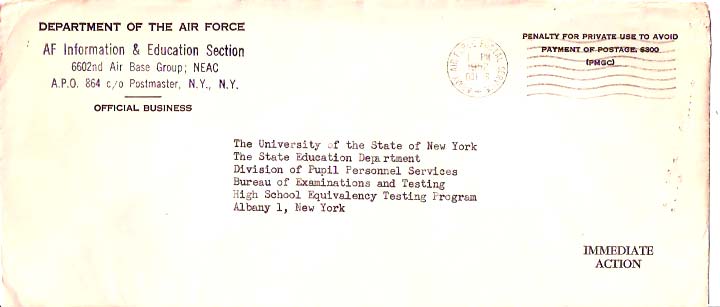 DEPARTMENT OF THE AIR FORCE
AF Information & Education Section
6602nd Air Base Group; NEAC
A.P.O. 864 c/o Postmaster, N.Y., N.Y.
OFFICIAL BUSINESS
PENALTY FOR PRIVATE USE TO AVOID
PAYMENT OF POSTAGE, $300
(PMGC)
PM
The University of the State of New York
The State Education Department
Division of Pupil Personnel Services
Bureau of Examinations and Testing
High School Equivalency Testing Program
Albany 1, New York
IMMEDIATE
ACTION